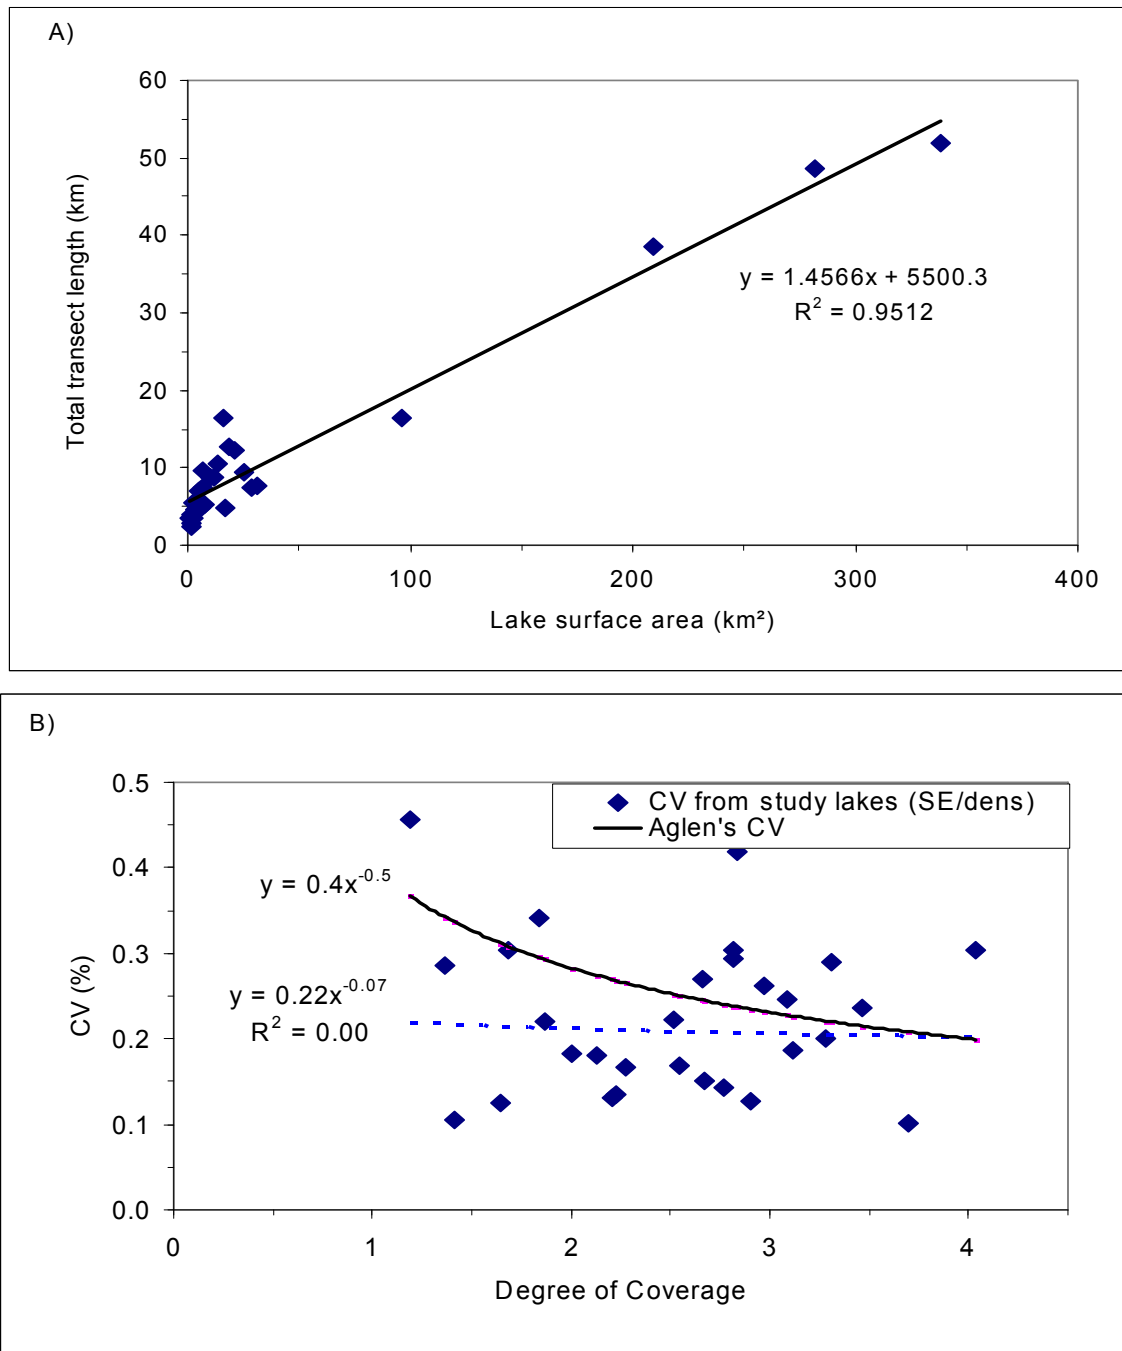 A)
60
50
40
30
20
10
0
Total transect length (km)
y = 1.4566x + 5500.3
R² = 0.9512
0 100 200 300 400
Lake surface area (km²)
B)
0.5
0.4
0.3
0.2
0.1
0.0
CV (%)
CV from study lakes (SE/dens)
Aglen's CV
y = 0.4x^-0.5
y = 0.22x^-0.07
R² = 0.00
0 1 2 3 4
Degree of Coverage